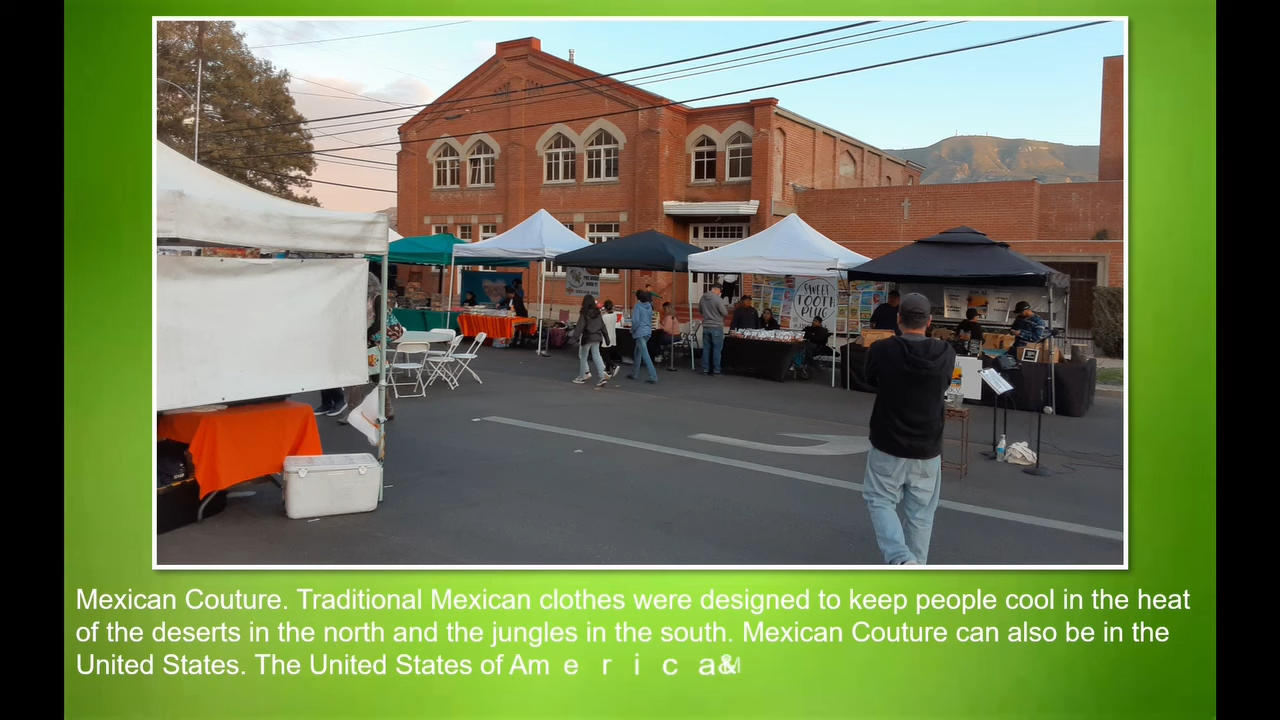 SWEET
TOOTH
PLUG
Mexican Couture. Traditional Mexican clothes were designed to keep people cool in the heat
of the deserts in the north and the jungles in the south. Mexican Couture can also be in the
United States. The United States of America&